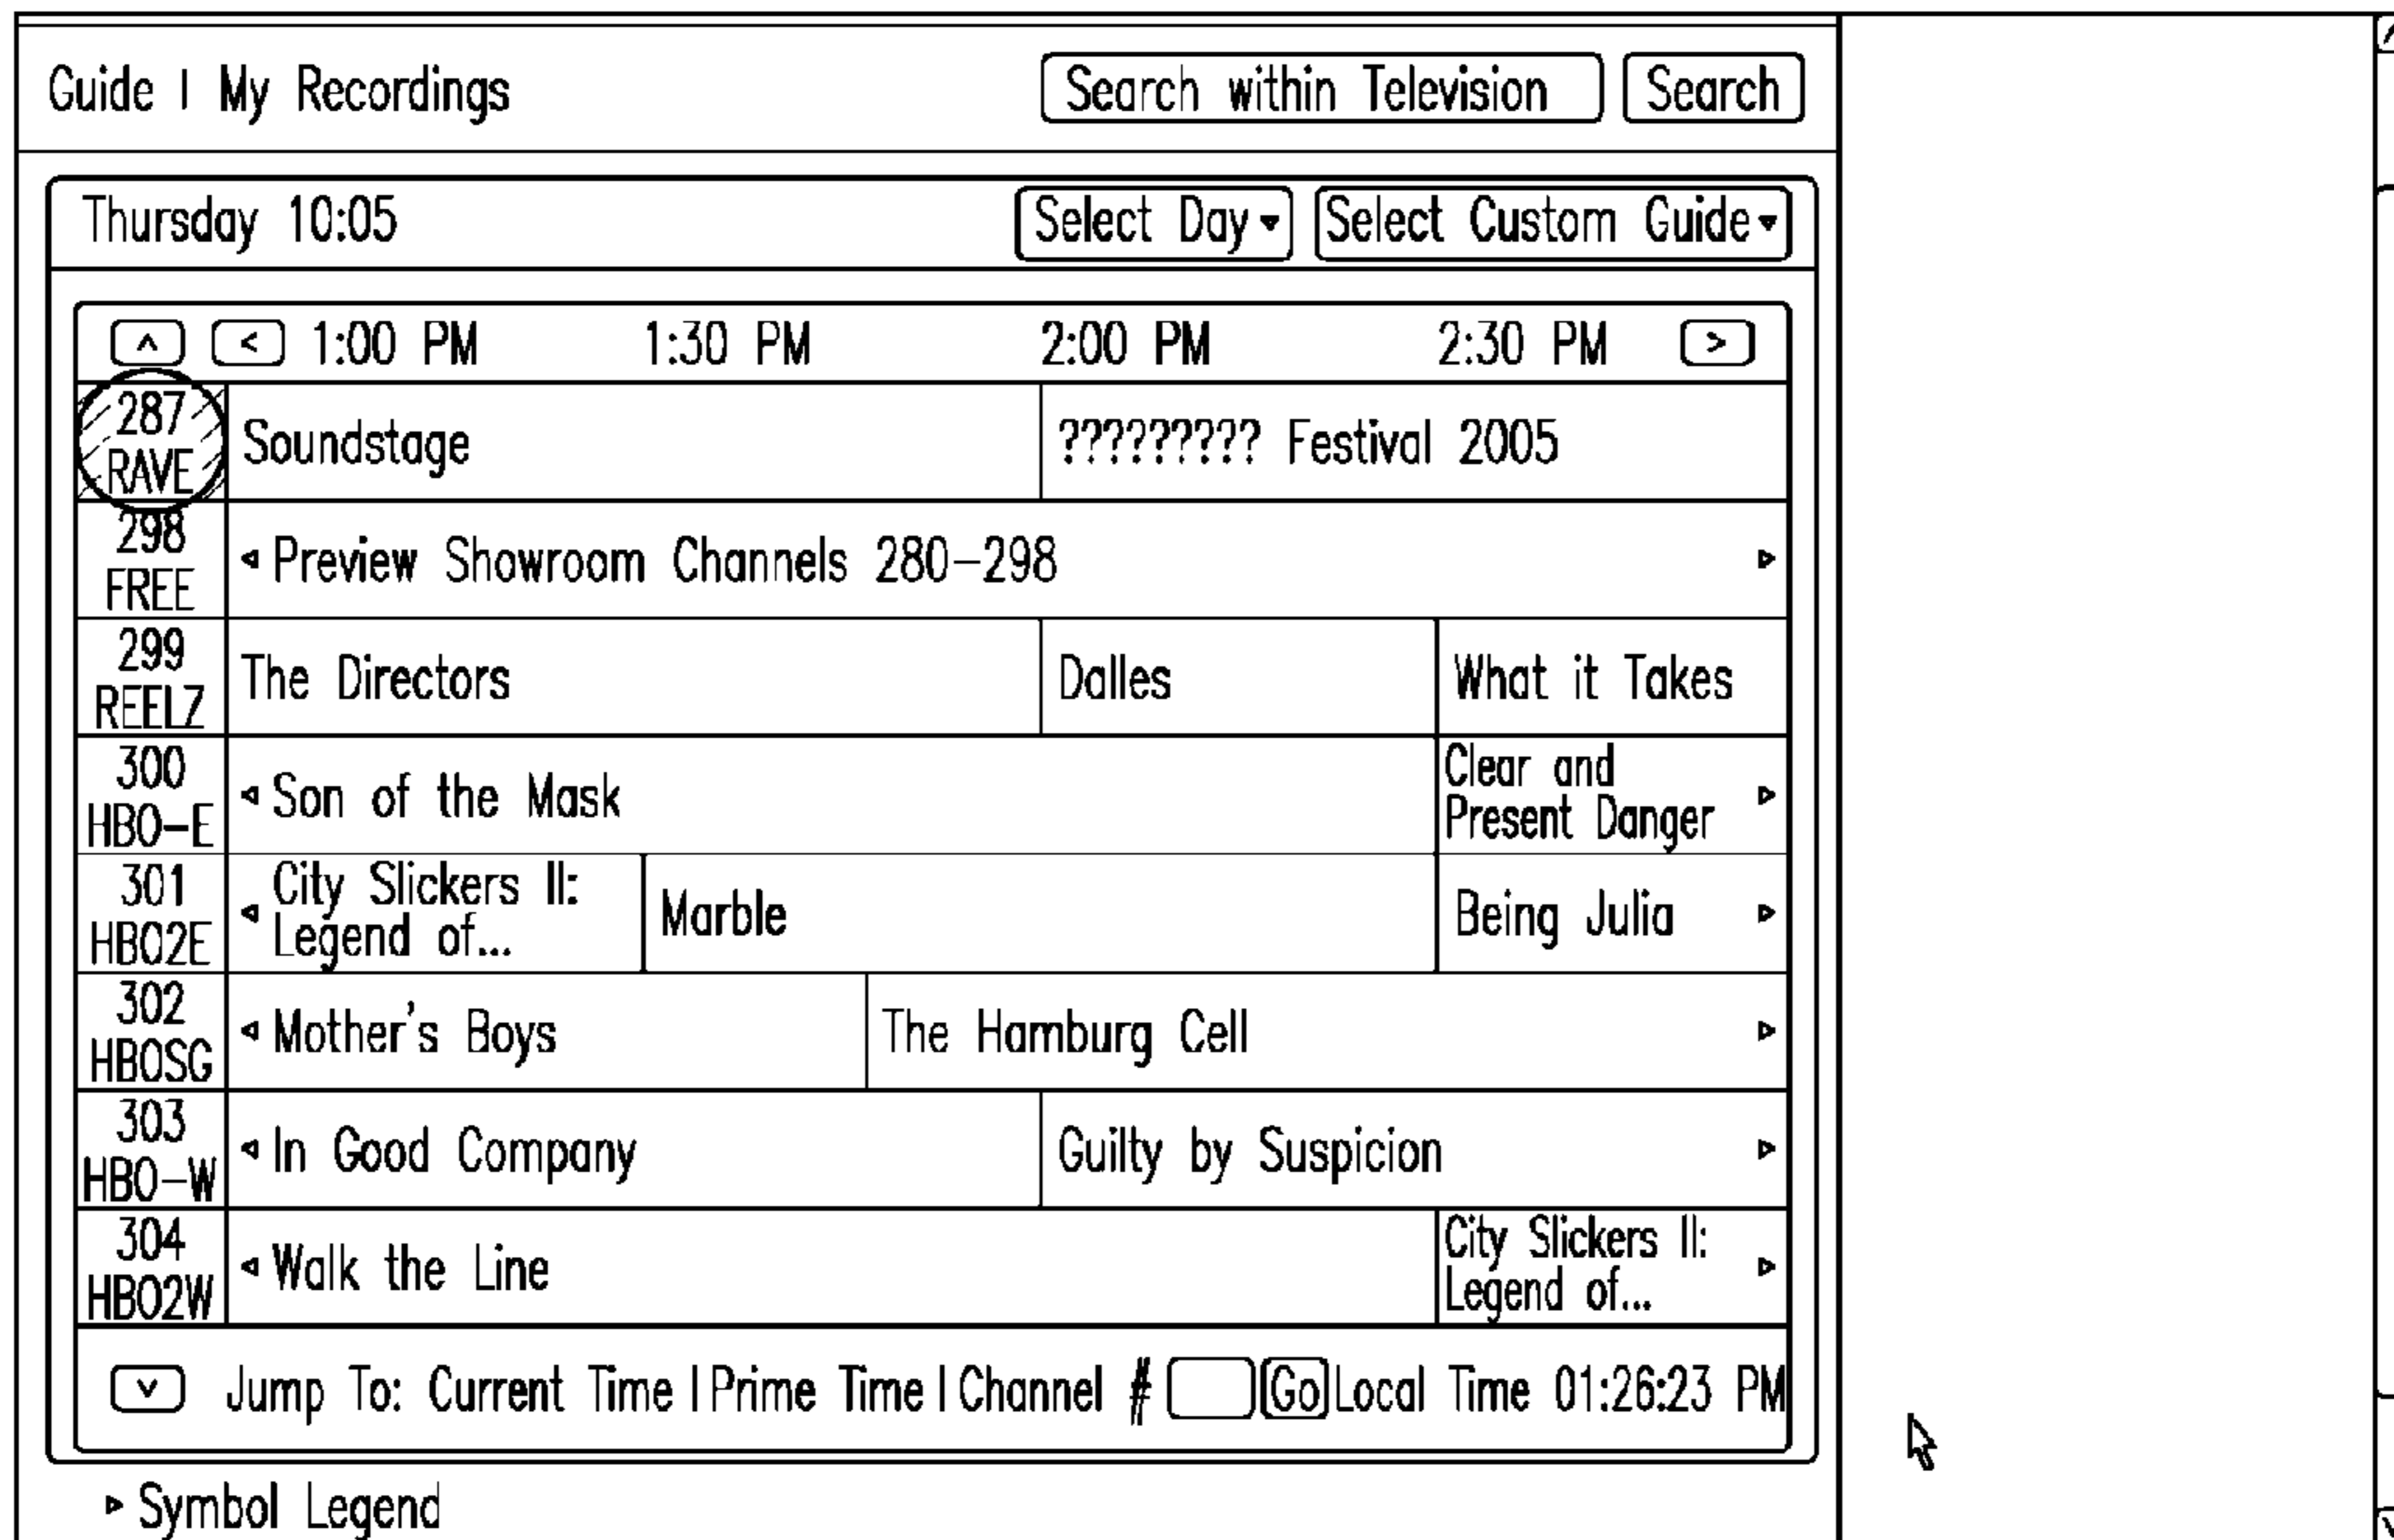 Guide | My Recordings Search within Television Search
Thursday 10:05 Select Day Select Custom Guide
1:00 PM 1:30 PM 2:00 PM 2:30 PM
287 RAVE Soundstage ????????? Festival 2005
298 FREE Preview Showroom Channels 280-298
299 REELZ The Directors Dalles What it Takes
300 HBO-E Son of the Mask Clear and Present Danger
301 HBO2E City Slickers II: Legend of... Marble Being Julia
302 HBOSG Mother's Boys The Hamburg Cell
303 HBO-W In Good Company Guilty by Suspicion
304 HBO2W Walk the Line City Slickers II: Legend of...
Jump To: Current Time | Prime Time | Channel # Go Local Time 01:26:23 PM
Symbol Legend